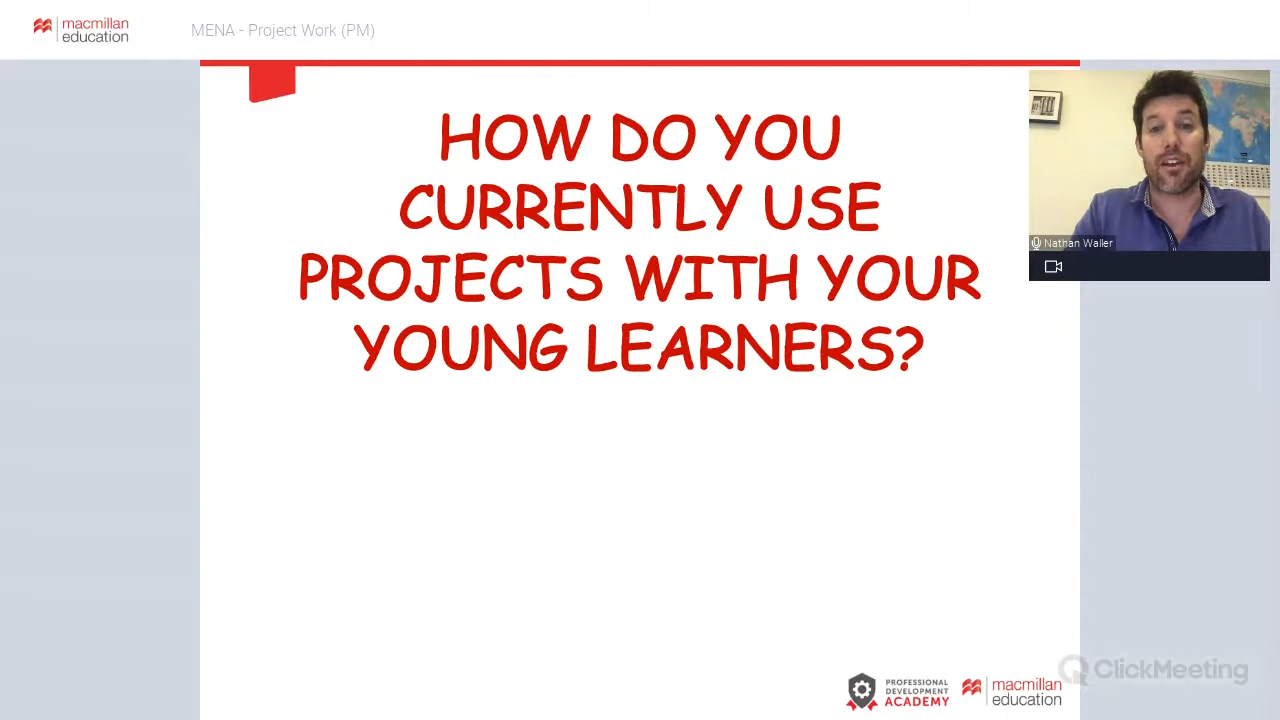 macmillan
education
MENA - Project Work (PM)
HOW DO YOU
CURRENTLY USE
PROJECTS WITH YOUR
YOUNG LEARNERS?
Nathan Waller
PROFESSIONAL
DEVELOPMENT
ACADEMY
macmillan
education
ClickMeeting